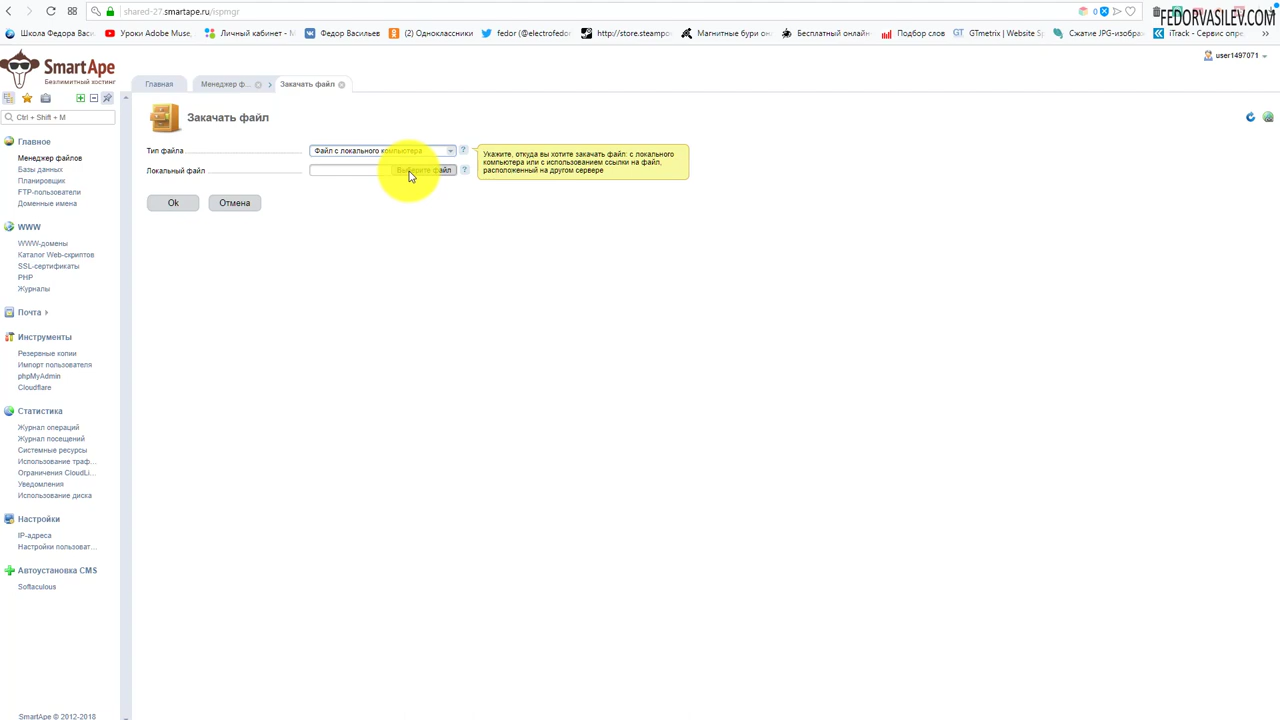 shared-27.smartape.ru/ispmgr
0
FEDORVASILEV.COM
Школа Федора Васи
Уроки Adobe Muse,
Личный кабинет - M
Федор Васильев
(2) Одноклассники
fedor (@electrofedor
http://store.steampo
Магнитные бури он
Бесплатный онлайн
Подбор слов
GTmetrix | Website Sp
Сжатие JPG-изобра
iTrack - Сервис опре
SmartApe
Безлимитный хостинг
user1497071
Главная
Менеджер ф...
Закачать файл
Ctrl + Shift + M
Закачать файл
Тип файла
Файл с локального компьютера
?
Локальный файл
Выберите файл
?
Укажите, откуда вы хотите закачать файл: с локального
компьютера или с использованием ссылки на файл,
расположенный на другом сервере
Ok
Отмена
Главное
Менеджер файлов
Базы данных
Планировщик
FTP-пользователи
Доменные имена
WWW
WWW-домены
Каталог Web-скриптов
SSL-сертификаты
PHP
Журналы
Почта
Инструменты
Резервные копии
Импорт пользователя
phpMyAdmin
Cloudflare
Статистика
Журнал операций
Журнал посещений
Системные ресурсы
Использование траф...
Ограничения CloudLi...
Уведомления
Использование диска
Настройки
IP-адреса
Настройки пользоват...
Автоустановка CMS
Softaculous
SmartApe © 2012-2018